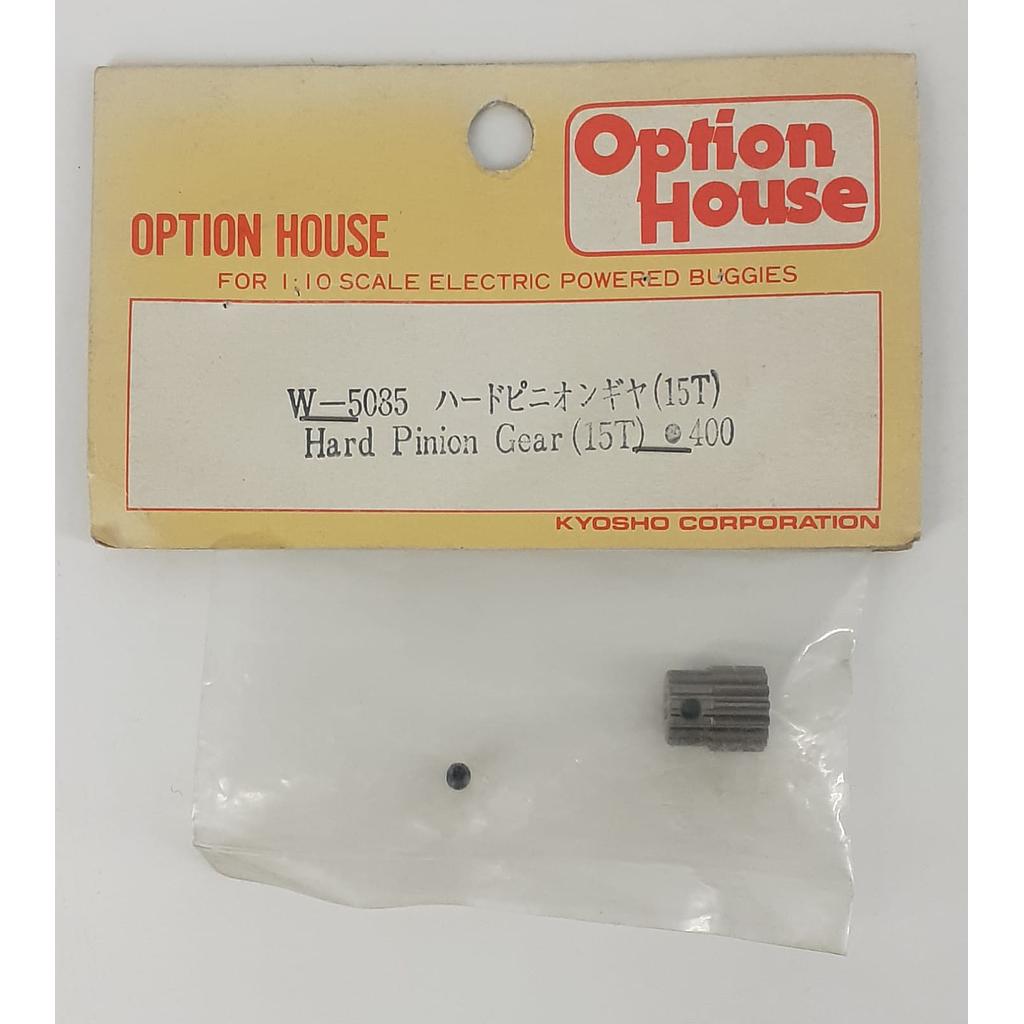 Option
House
OPTION HOUSE
FOR 1:10 SCALE ELECTRIC POWERED BUGGIES
W-5035 ハードピニオンギヤ(15T)
Hard Pinion Gear(15T) ●400
KYOSHO CORPORATION